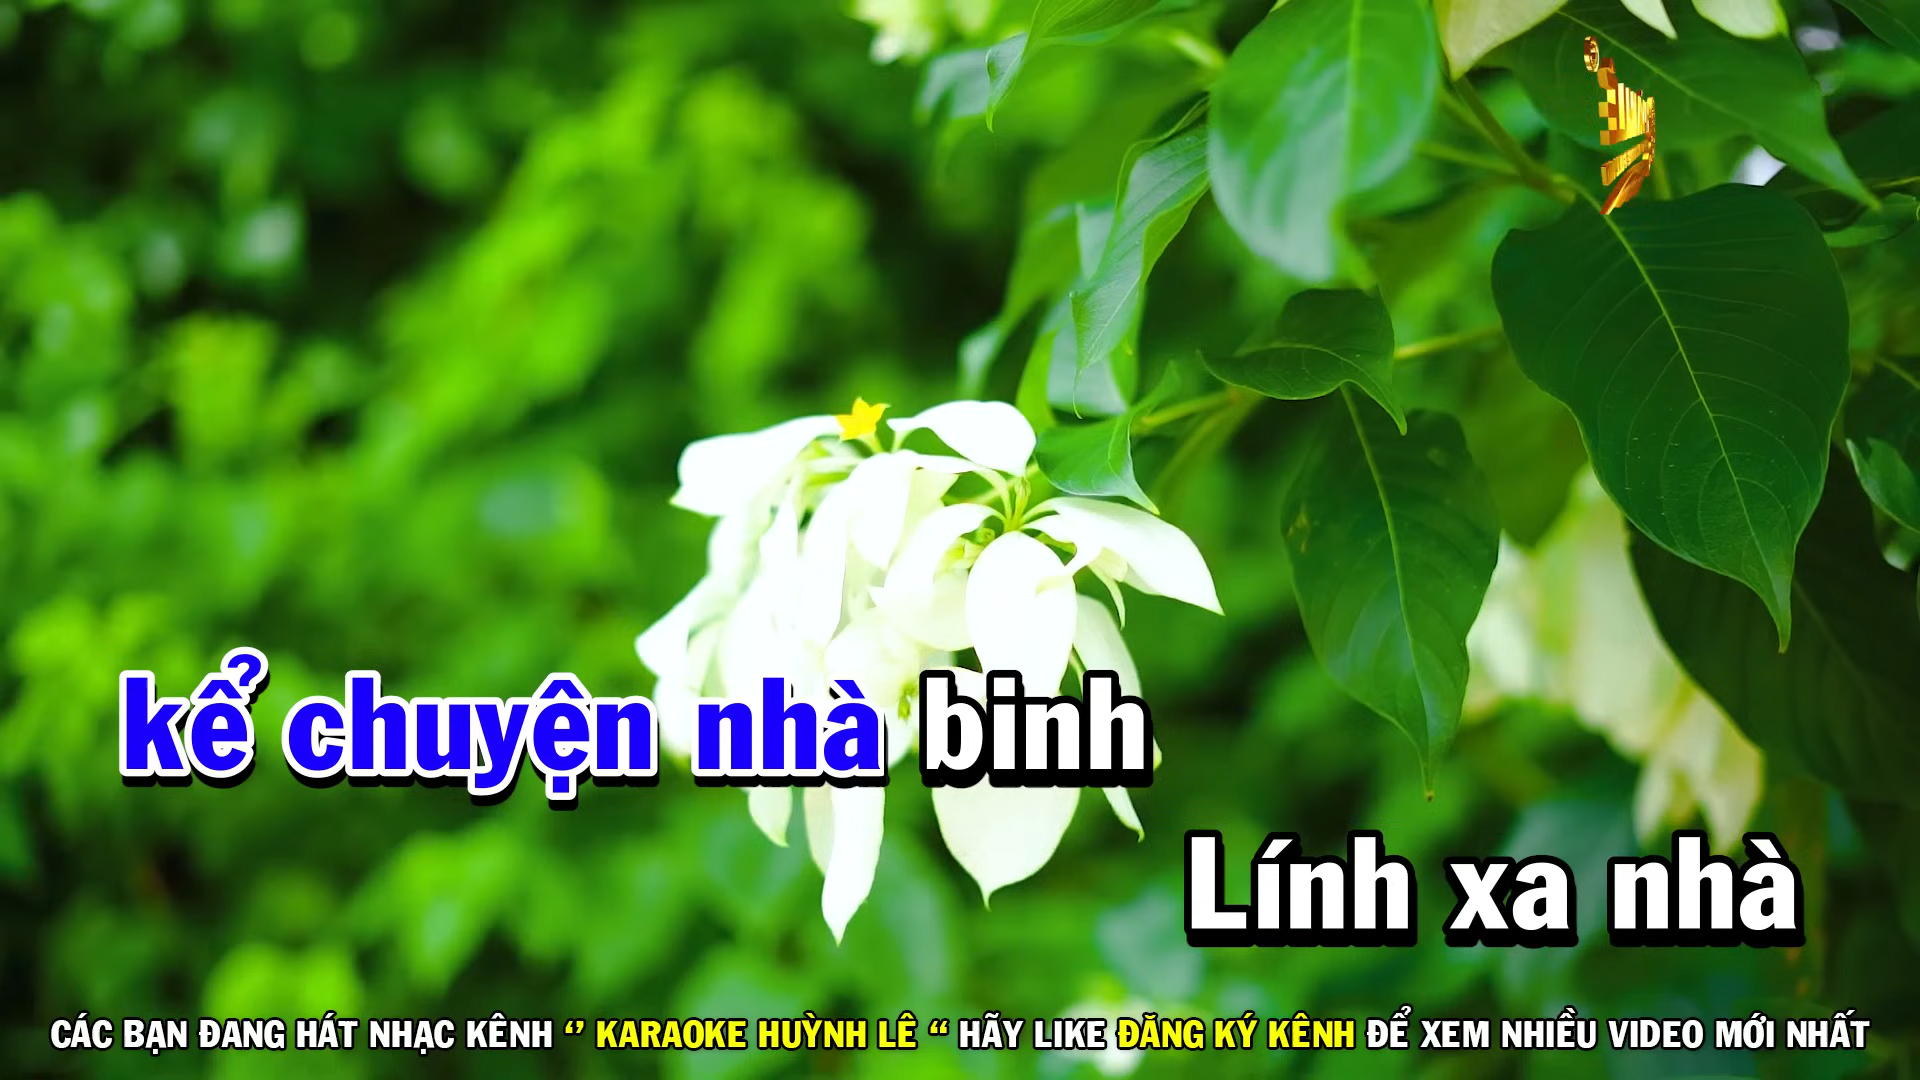 kể chuyện nhà binh
Lính xa nhà
CÁC BẠN ĐANG HÁT NHẠC KÊNH ‘’ KARAOKE HUỲNH LÊ “ HÃY LIKE ĐĂNG KÝ KÊNH ĐỂ XEM NHIỀU VIDEO MỚI NHẤT